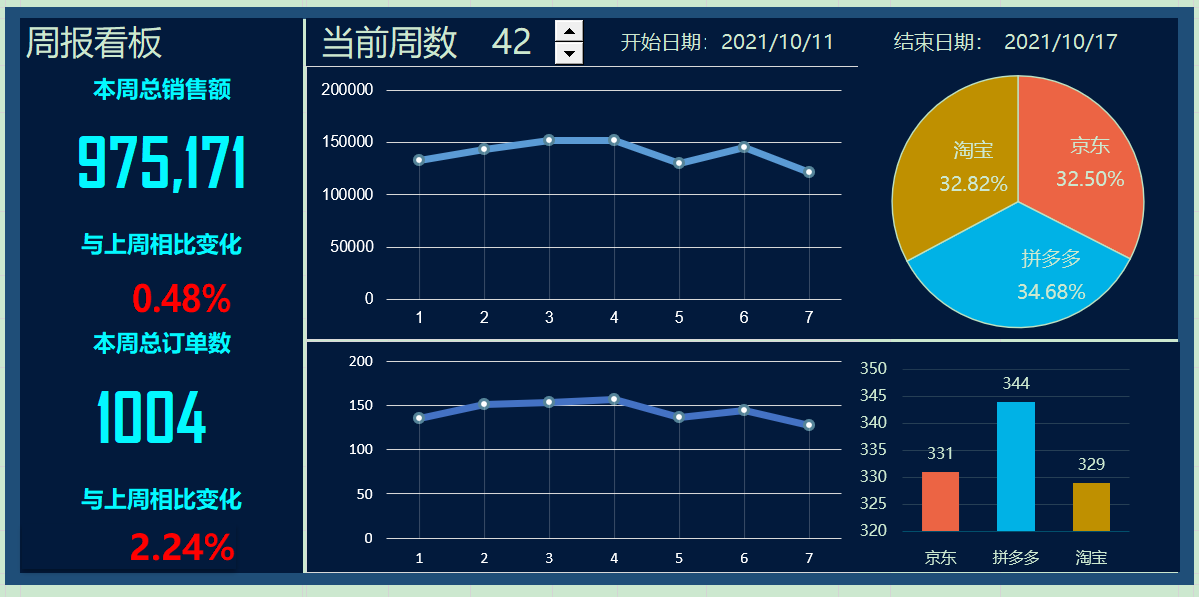 周报看板
本周总销售额
975,171
与上周相比变化
0.48%
本周总订单数
1004
与上周相比变化
2.24%
当前周数 42
开始日期: 2021/10/11
结束日期: 2021/10/17
200000
150000
100000
50000
0
1 2 3 4 5 6 7
淘宝
32.82%
京东
32.50%
拼多多
34.68%
200
150
100
50
0
1 2 3 4 5 6 7
350
345
340
335
330
325
320
331
344
329
京东 拼多多 淘宝